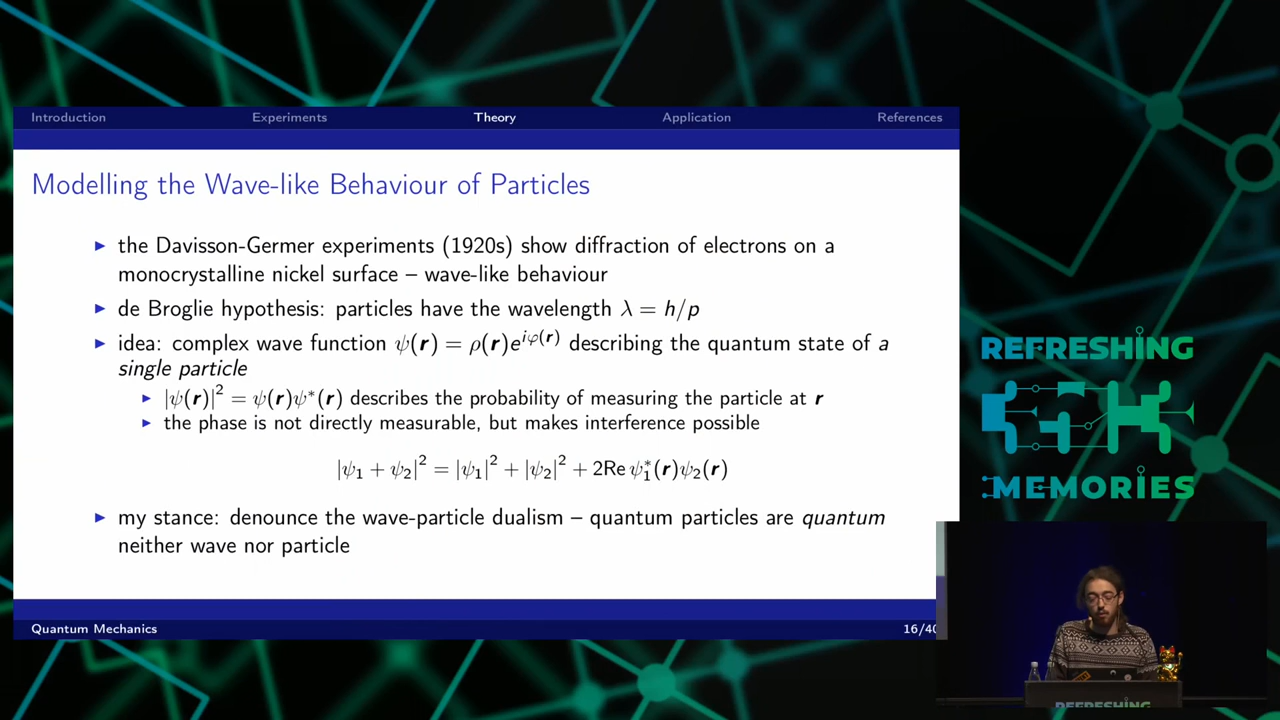 Introduction Experiments Theory Application References
Modelling the Wave-like Behaviour of Particles
▶ the Davisson-Germer experiments (1920s) show diffraction of electrons on a
monocrystalline nickel surface – wave-like behaviour
▶ de Broglie hypothesis: particles have the wavelength λ = h/p
▶ idea: complex wave function ψ(r) = ρ(r)e^{iφ(r)} describing the quantum state of a
single particle
▶ |ψ(r)|² = ψ(r)ψ*(r) describes the probability of measuring the particle at r
▶ the phase is not directly measurable, but makes interference possible
|ψ₁ + ψ₂|² = |ψ₁|² + |ψ₂|² + 2Re ψ₁*(r)ψ₂(r)
▶ my stance: denounce the wave-particle dualism – quantum particles are quantum
neither wave nor particle
Quantum Mechanics 16/40
REFRESHING
MEMORIES
REFRESHING